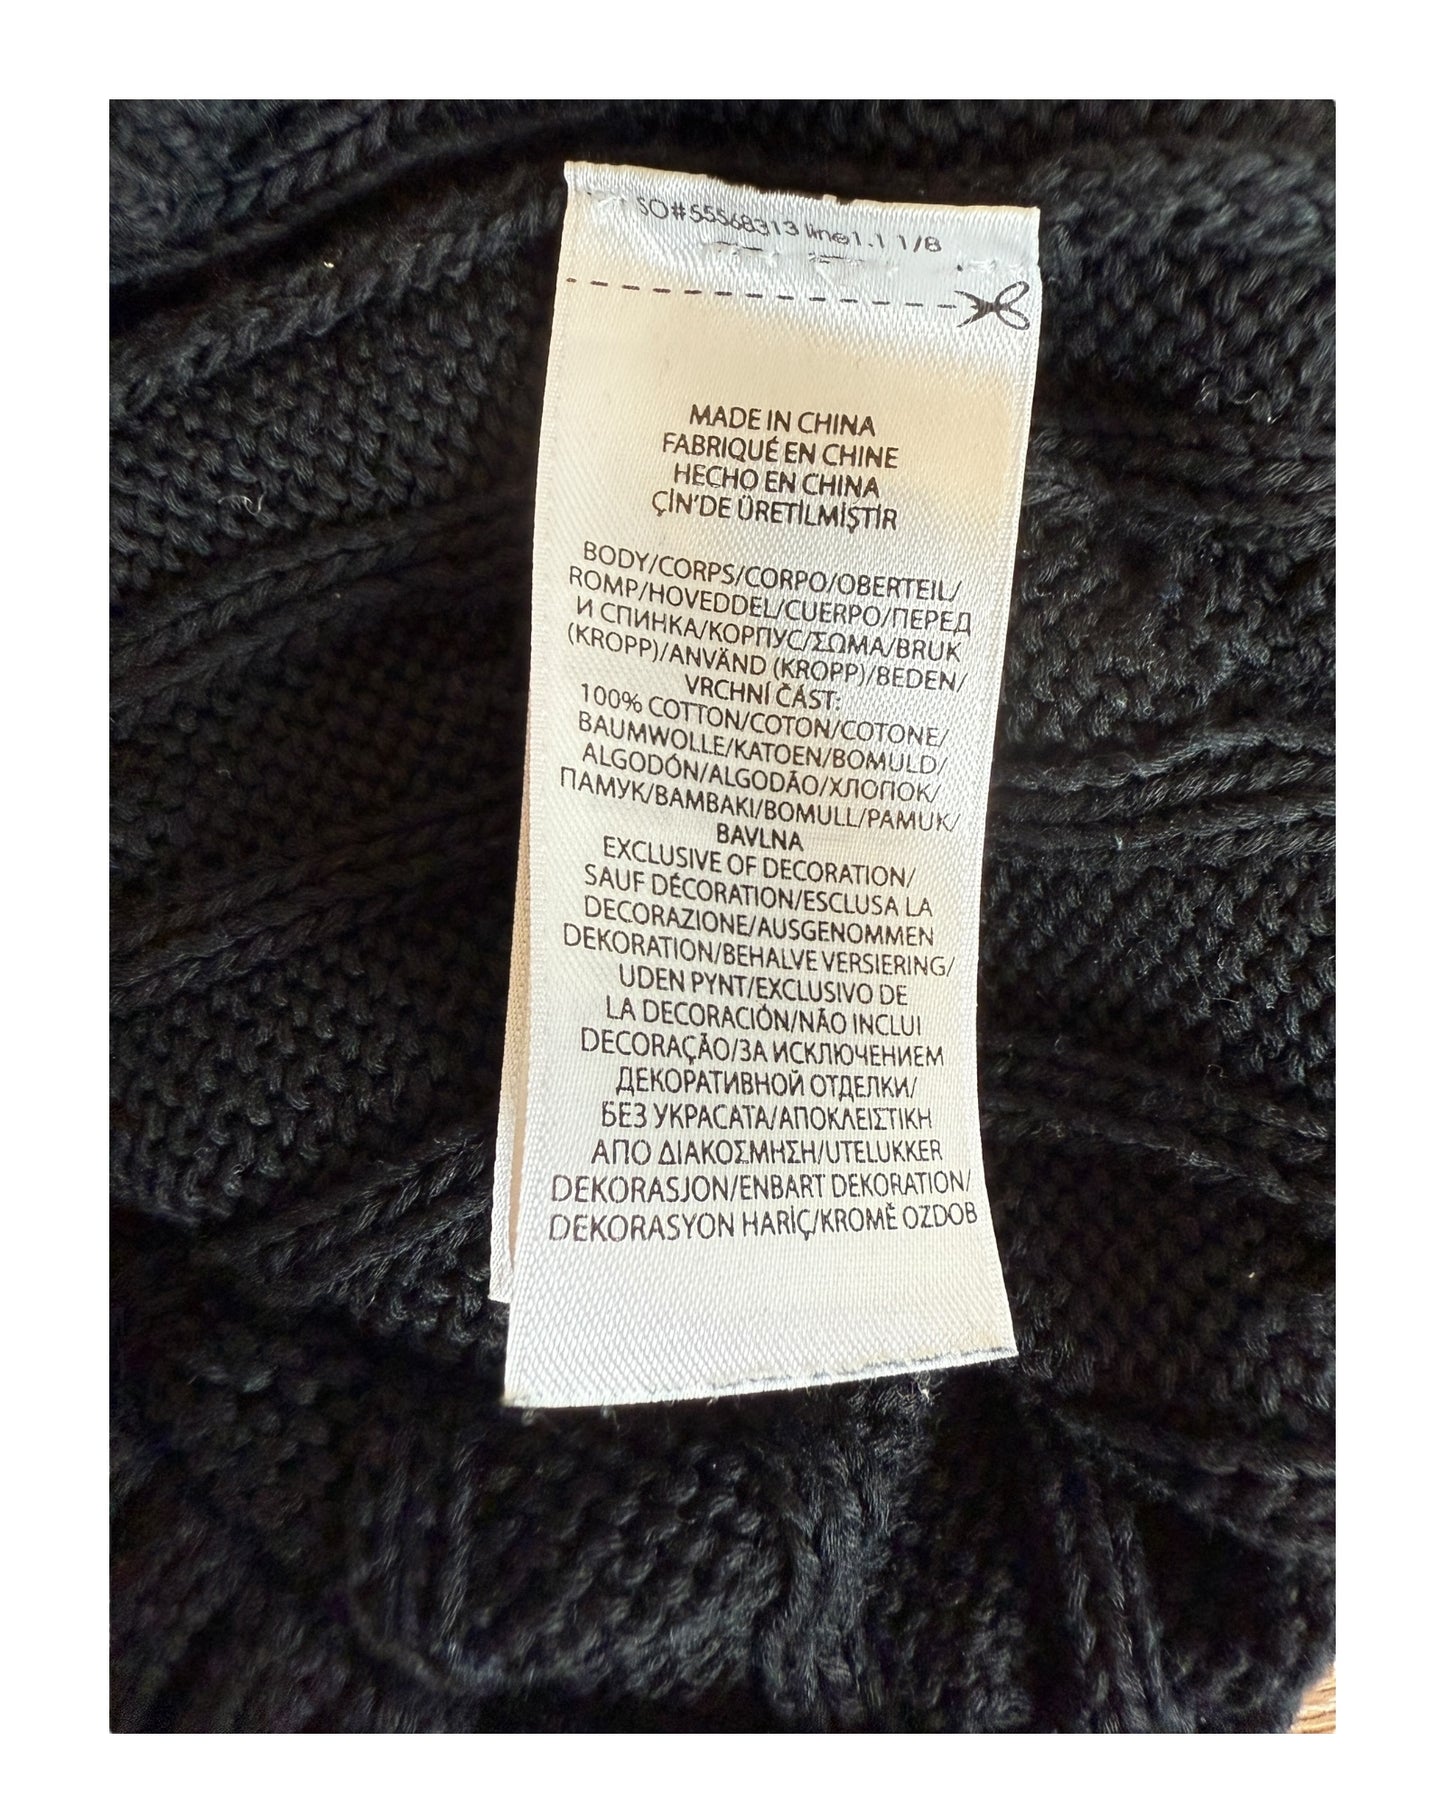 SO#55568313 line1.1 1/8
MADE IN CHINA
FABRIQUÉ EN CHINE
HECHO EN CHINA
ÇİN'DE ÜRETİLMİŞTİR
BODY/CORPS/CORPO/OBERTEIL/
ROMP/HOVEDDEL/CUERPO/ПЕРЕД
И СПИНКА/КОРПУС/ΣΩΜΑ/BRUK
(KROPP)/ANVÄND (KROPP)/BEDEN/
VRCHNÍ ČÁST:
100% COTTON/COTON/COTONE/
BAUMWOLLE/KATOEN/BOMULD/
ALGODÓN/ALGODÃO/ХЛОПОК/
ПАМУК/ΒΑΜΒΑΚΙ/BOMULL/PAMUK/
BAVLNA
EXCLUSIVE OF DECORATION/
SAUF DÉCORATION/ESCLUSA LA
DECORAZIONE/AUSGENOMMEN
DEKORATION/BEHALVE VERSIERING/
UDEN PYNT/EXCLUSIVO DE
LA DECORACIÓN/NÃO INCLUI
DECORAÇÃO/ЗА ИСКЛЮЧЕНИЕМ
ДЕКОРАТИВНОЙ ОТДЕЛКИ/
БЕЗ УКРАСАТА/ΑΠΟΚΛΕΙΣΤΙΚΗ
ΑΠΟ ΔΙΑΚΟΣΜΗΣΗ/UTELUKKER
DEKORASJON/ENBART DEKORATION/
DEKORASYON HARİÇ/KROMĚ OZDOB